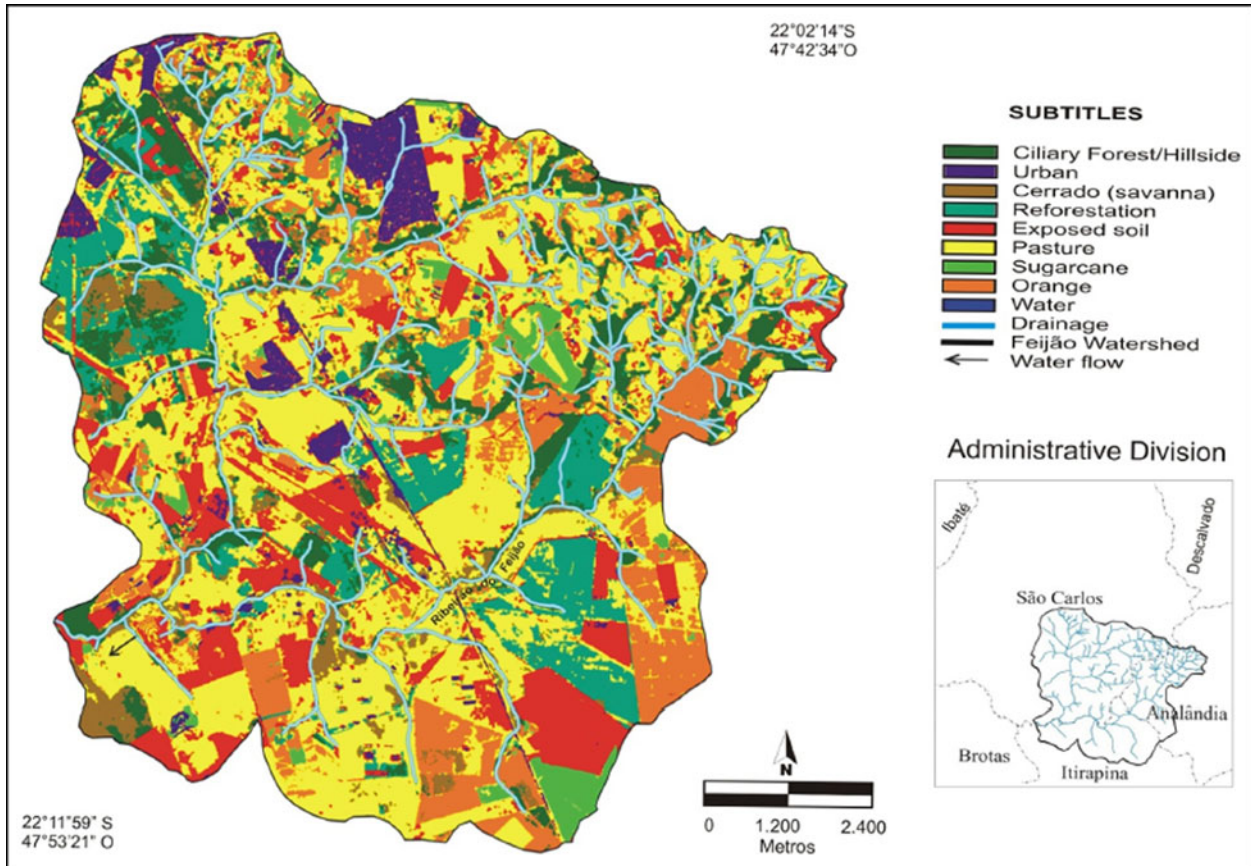 22°02'14"S
47°42'34"O
SUBTITLES
Ciliary Forest/Hillside
Urban
Cerrado (savanna)
Reforestation
Exposed soil
Pasture
Sugarcane
Orange
Water
Drainage
Feijão Watershed
Water flow
Ribeirão do Feijão
Administrative Division
Ibaté
Descalvado
São Carlos
Analândia
Brotas
Itirapina
N
0 1.200 2.400
Metros
22°11'59" S
47°53'21" O